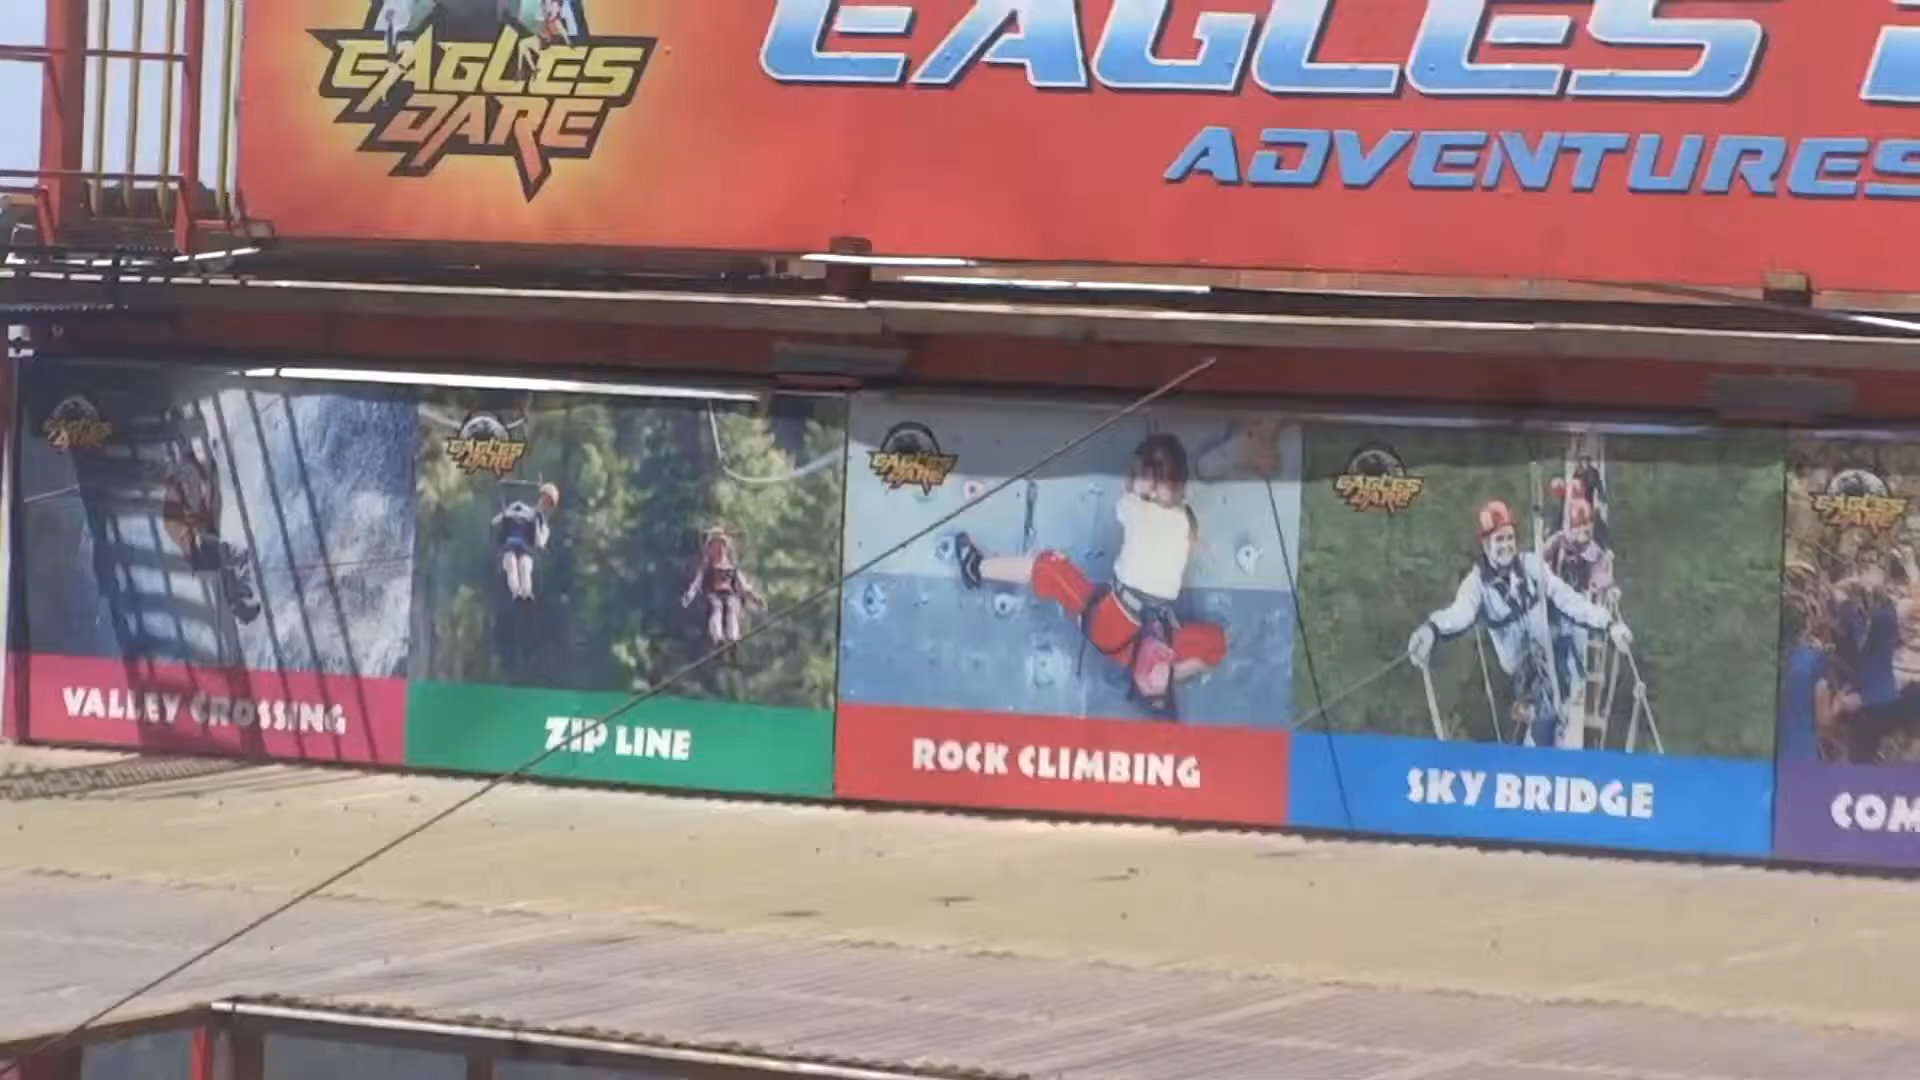 EAGLES
DARE
EAGLES
ADVENTURES
EAGLES
DARE
EAGLES
DARE
EAGLES
DARE
EAGLES
DARE
EAGLES
DARE
VALLEY CROSSING
ZIP LINE
ROCK CLIMBING
SKY BRIDGE
COM